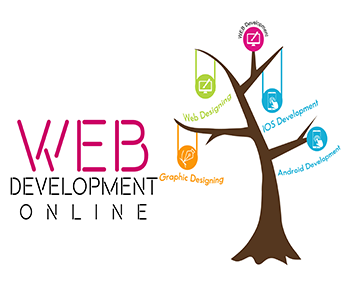 WEB
DEVELOPMENT
ONLINE
WEB Development
Web Designing
IOS Development
Graphic Designing
Android Development